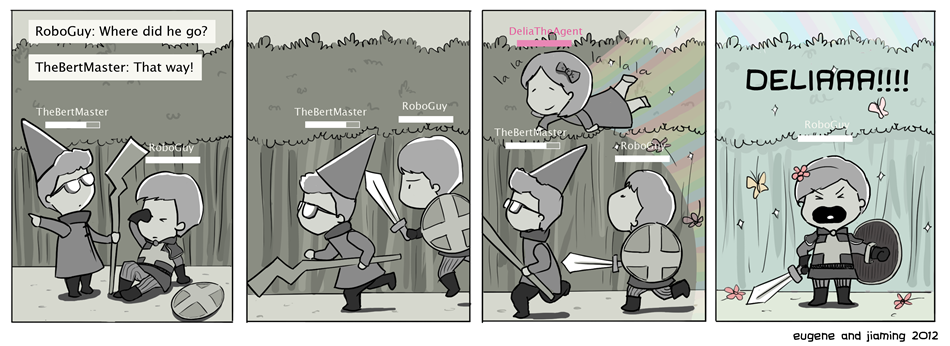 RoboGuy: Where did he go?
TheBertMaster: That way!
TheBertMaster
RoboGuy
TheBertMaster
RoboGuy
DeliaTheAgent
la la la la la
TheBertMaster
RoboGuy
DELIAAA!!!!
RoboGuy
eugene and jiaming 2012